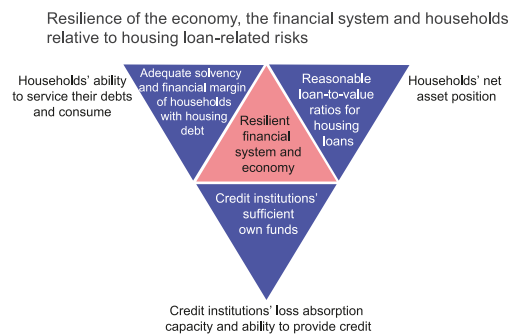 Resilience of the economy, the financial system and households
relative to housing loan-related risks
Households' ability
to service their debts
and consume
Adequate solvency
and financial margin
of households
with housing
debt
Reasonable
loan-to-value
ratios for
housing
loans
Households' net
asset position
Resilient
financial
system and
economy
Credit institutions'
sufficient
own funds
Credit institutions' loss absorption
capacity and ability to provide credit